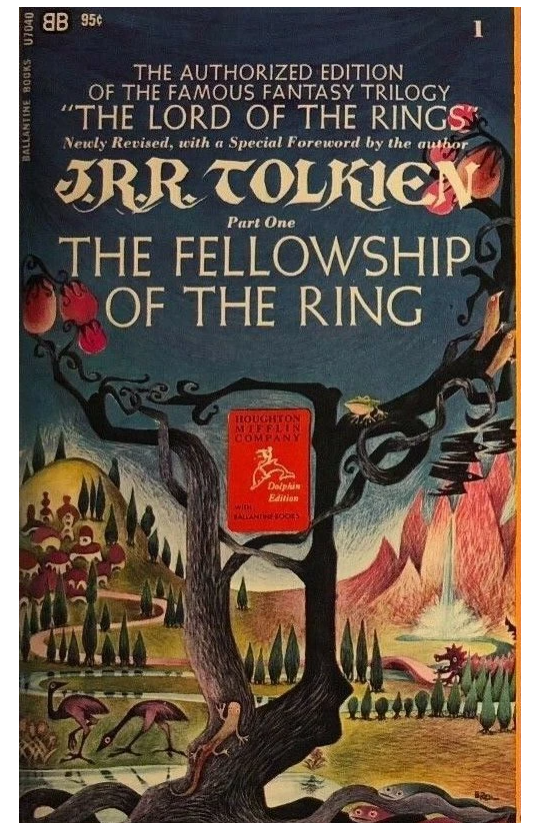 BALLANTINE BOOKS U7040
BB 95¢
1
THE AUTHORIZED EDITION
OF THE FAMOUS FANTASY TRILOGY
"THE LORD OF THE RINGS"
Newly Revised, with a Special Foreword by the author
J.R.R. TOLKIEN
Part One
THE FELLOWSHIP
OF THE RING
HOUGHTON
MIFFLIN
COMPANY
Dolphin
Edition
WITH
BALLANTINE BOOKS